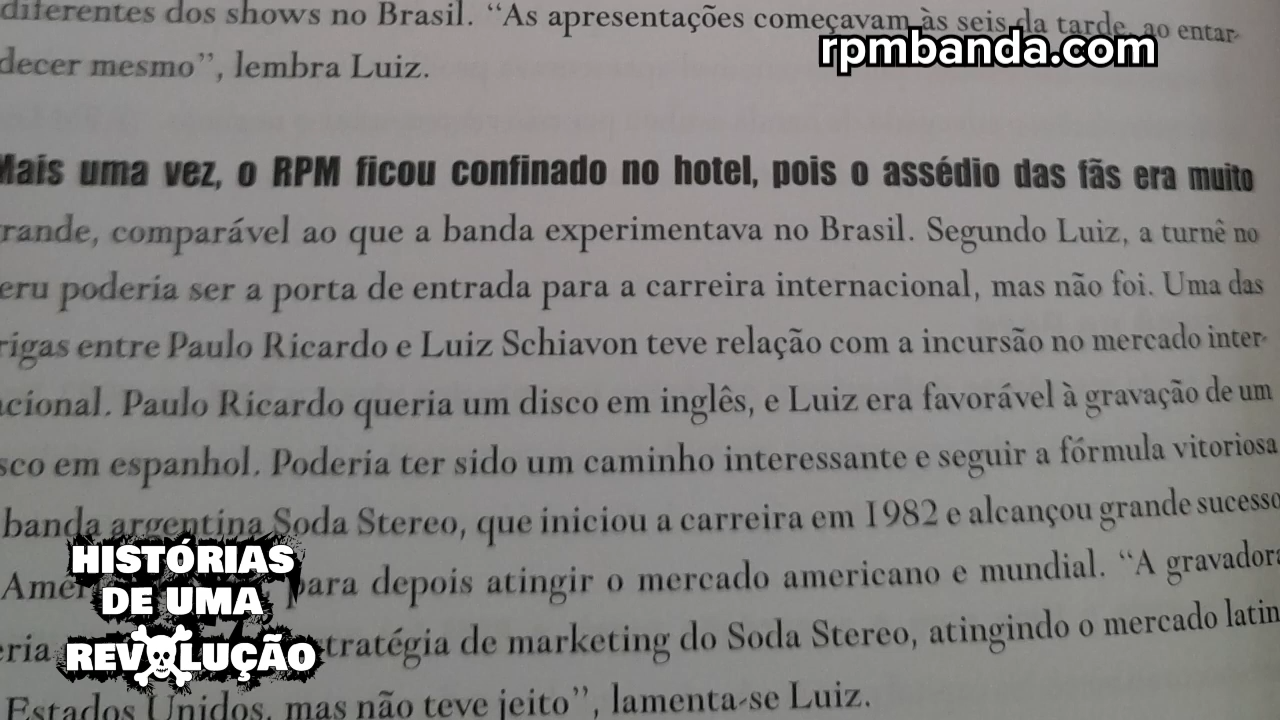 diferentes dos shows no Brasil. “As apresentações começavam às seis da tarde, ao entar-
rpmbanda.com
decer mesmo”, lembra Luiz.
Mais uma vez, o RPM ficou confinado no hotel, pois o assédio das fãs era muito
rande, comparável ao que a banda experimentava no Brasil. Segundo Luiz, a turnê no
eru poderia ser a porta de entrada para a carreira internacional, mas não foi. Uma das
rigas entre Paulo Ricardo e Luiz Schiavon teve relação com a incursão no mercado inter-
acional. Paulo Ricardo queria um disco em inglês, e Luiz era favorável à gravação de um
sco em espanhol. Poderia ter sido um caminho interessante e seguir a fórmula vitoriosa
banda argentina Soda Stereo, que iniciou a carreira em 1982 e alcançou grande sucesso
para depois atingir o mercado americano e mundial. “A gravadora
eria stratégia de marketing do Soda Stereo, atingindo o mercado latin
Estados Unidos, mas não teve jeito”, lamenta-se Luiz.
HISTÓRIAS
DE UMA
REVOLUÇÃO